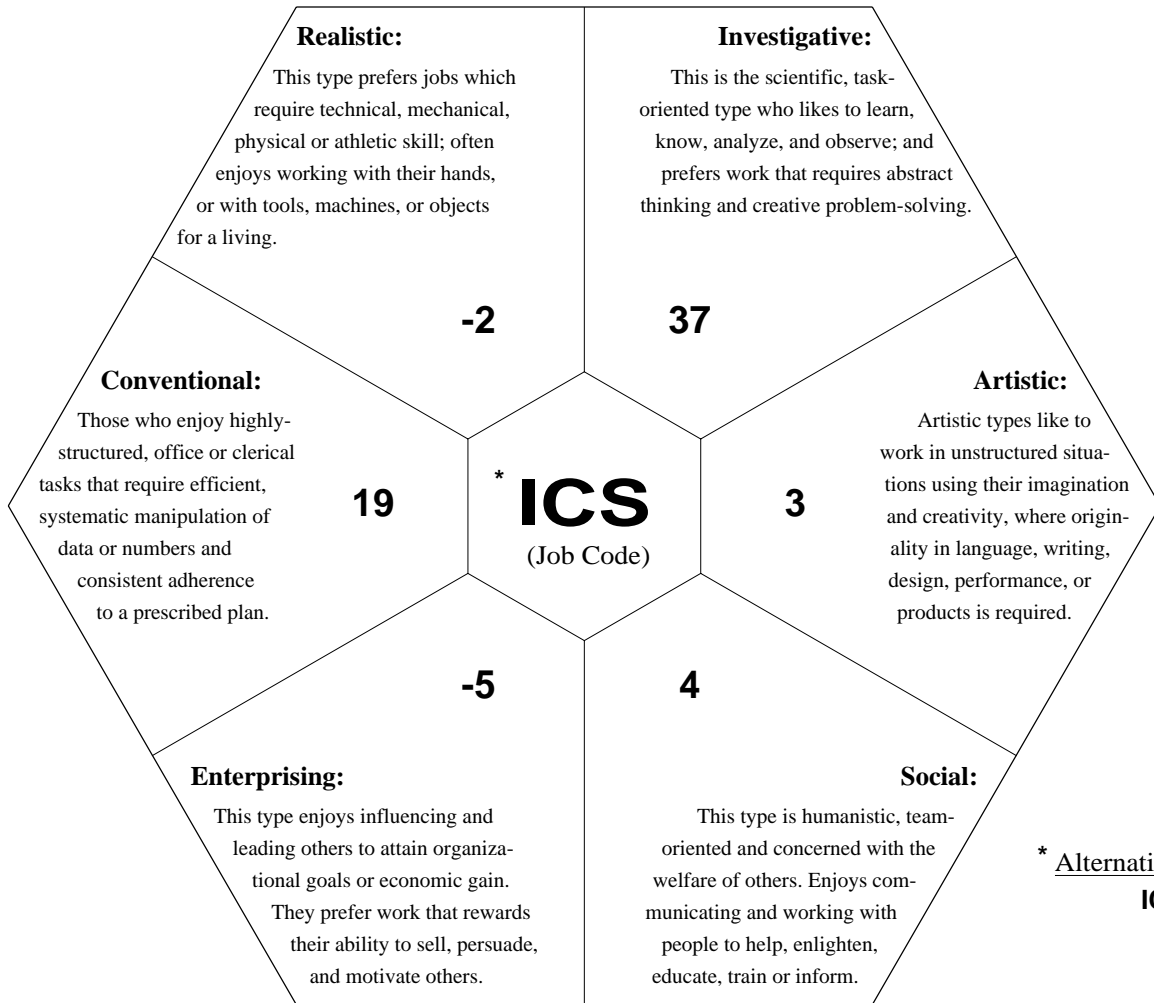 Realistic:
This type prefers jobs which
require technical, mechanical,
physical or athletic skill; often
enjoys working with their hands,
or with tools, machines, or objects
for a living.
-2
Investigative:
This is the scientific, task-
oriented type who likes to learn,
know, analyze, and observe; and
prefers work that requires abstract
thinking and creative problem-solving.
37
Conventional:
Those who enjoy highly-
structured, office or clerical
tasks that require efficient,
systematic manipulation of
data or numbers and
consistent adherence
to a prescribed plan.
19
* ICS
(Job Code)
3
Artistic:
Artistic types like to
work in unstructured situa-
tions using their imagination
and creativity, where origin-
ality in language, writing,
design, performance, or
products is required.
-5
Enterprising:
This type enjoys influencing and
leading others to attain organiza-
tional goals or economic gain.
They prefer work that rewards
their ability to sell, persuade,
and motivate others.
4
Social:
This type is humanistic, team-
oriented and concerned with the
welfare of others. Enjoys com-
municating and working with
people to help, enlighten,
educate, train or inform.
*